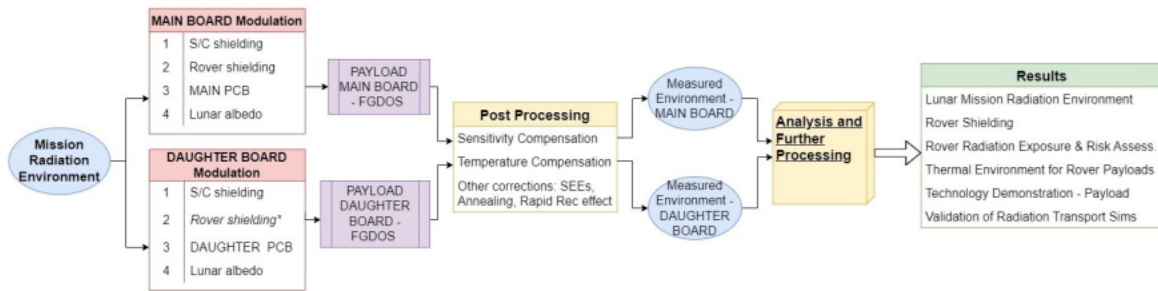 Mission
Radiation
Environment
MAIN BOARD Modulation
1 S/C shielding
2 Rover shielding
3 MAIN PCB
4 Lunar albedo
DAUGHTER BOARD
Modulation
1 S/C shielding
2 Rover shielding*
3 DAUGHTER PCB
4 Lunar albedo
PAYLOAD
MAIN BOARD
- FGDOS
PAYLOAD
DAUGHTER
BOARD -
FGDOS
Post Processing
Sensitivity Compensation
Temperature Compensation
Other corrections: SEEs,
Annealing, Rapid Rec effect
Measured
Environment -
MAIN BOARD
Measured
Environment -
DAUGHTER
BOARD
Analysis and
Further
Processing
Results
Lunar Mission Radiation Environment
Rover Shielding
Rover Radiation Exposure & Risk Assess.
Thermal Environment for Rover Payloads
Technology Demonstration - Payload
Validation of Radiation Transport Sims